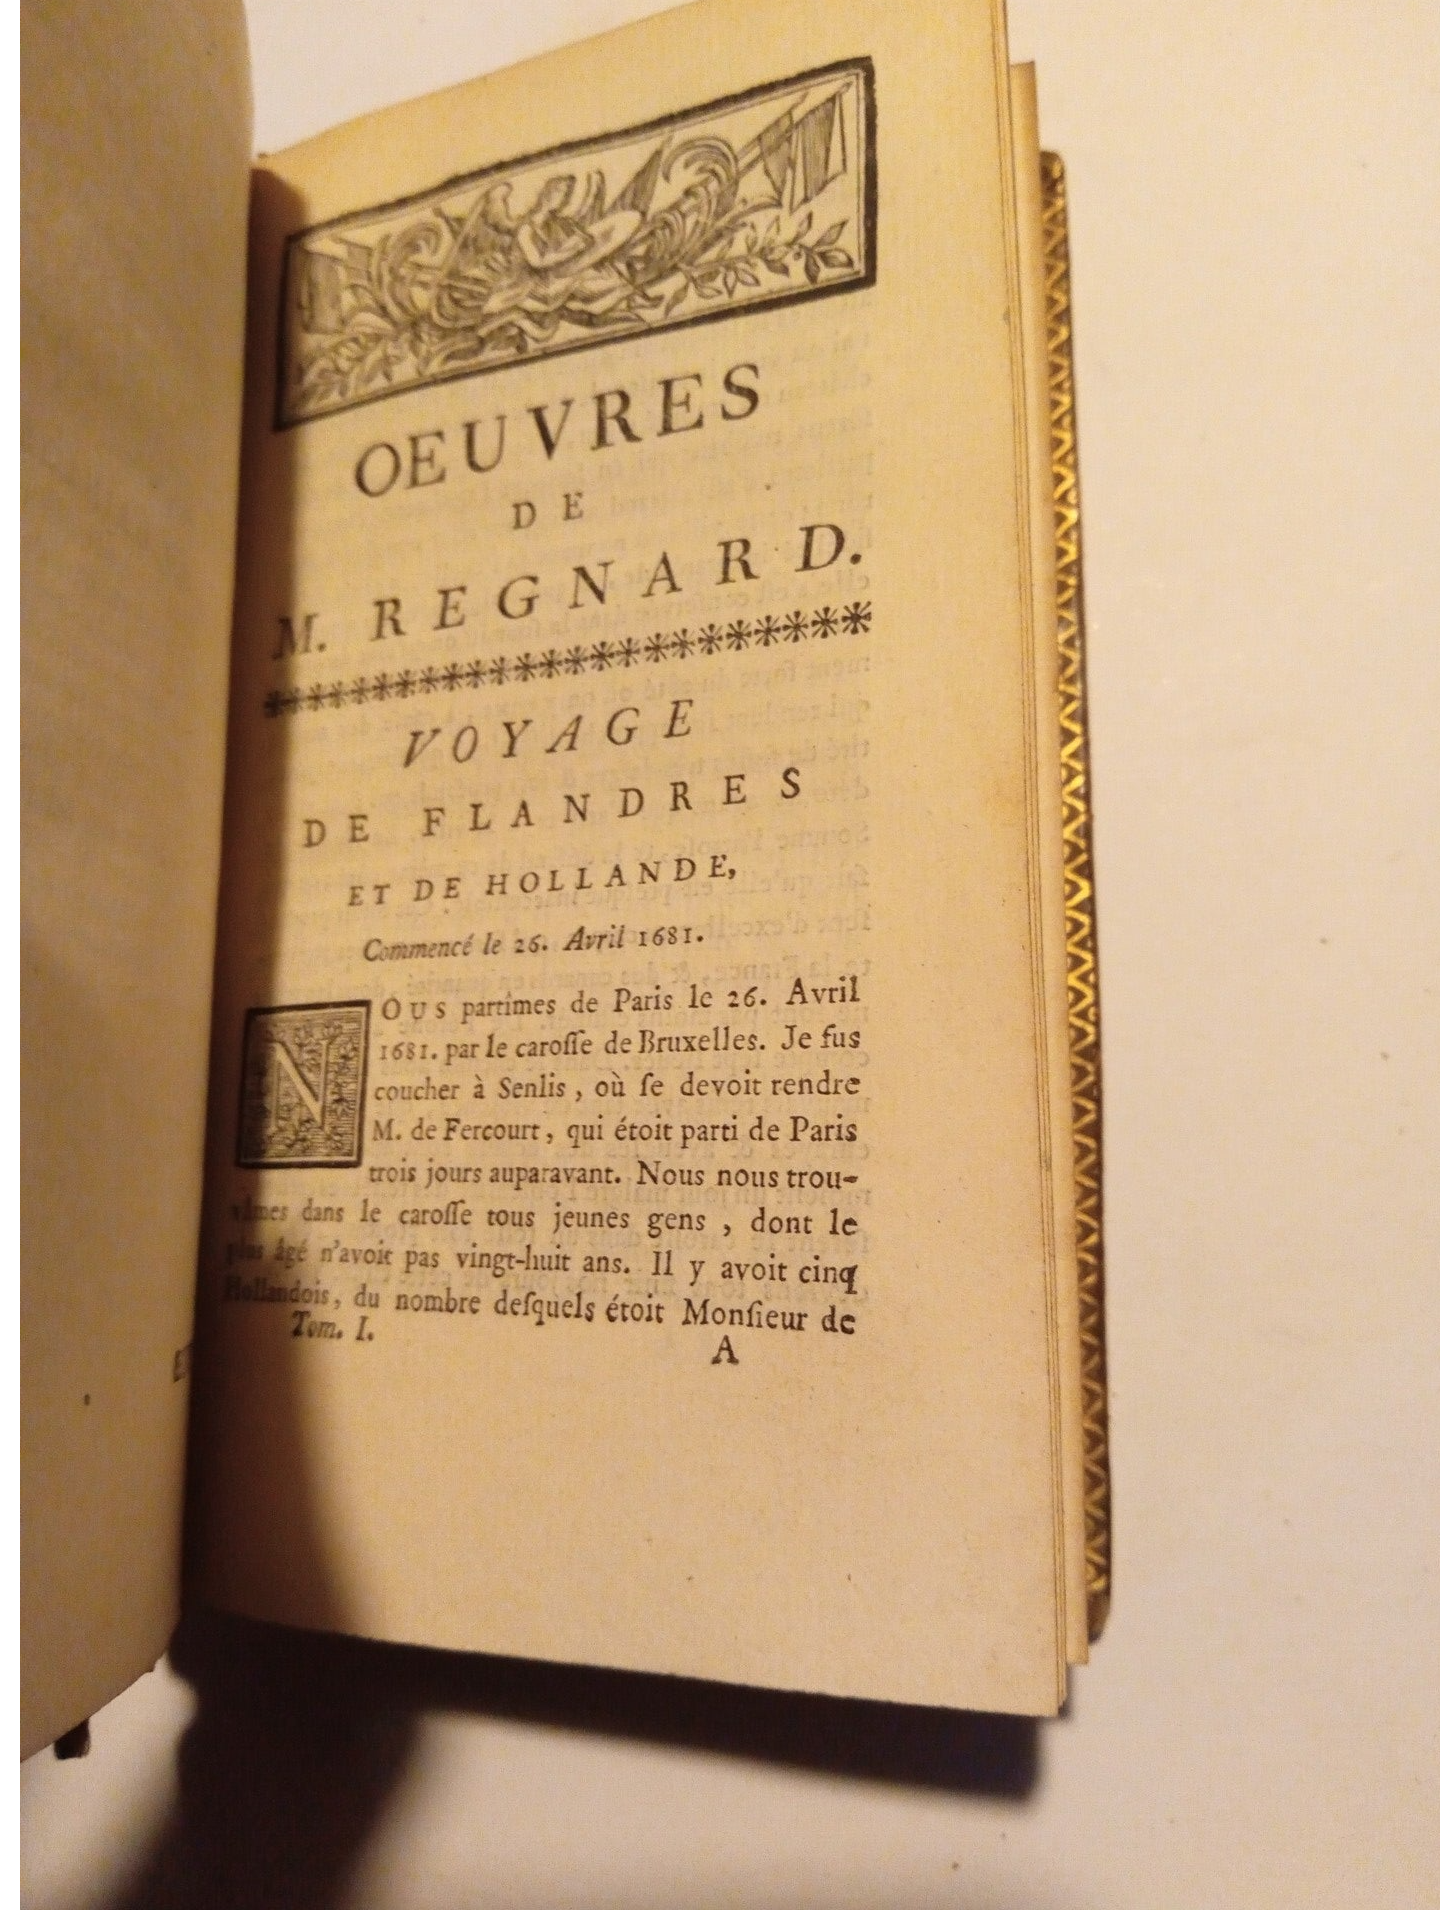 OEUVRES
DE
M. REGNARD.
VOYAGE
DE FLANDRES
ET DE HOLLANDE,
Commencé le 26. Avril 1681.
NOUS partîmes de Paris le 26. Avril
1681. par le carosse de Bruxelles. Je fus
coucher à Senlis, où ſe devoit rendre
M. de Fercourt, qui étoit parti de Paris
trois jours auparavant. Nous nous trou-
vâmes dans le caroſſe tous jeunes gens, dont le
plus âgé n'avoit pas vingt-huit ans. Il y avoit cinq
Hollandois, du nombre deſquels étoit Monſieur de
Tom. I.
A